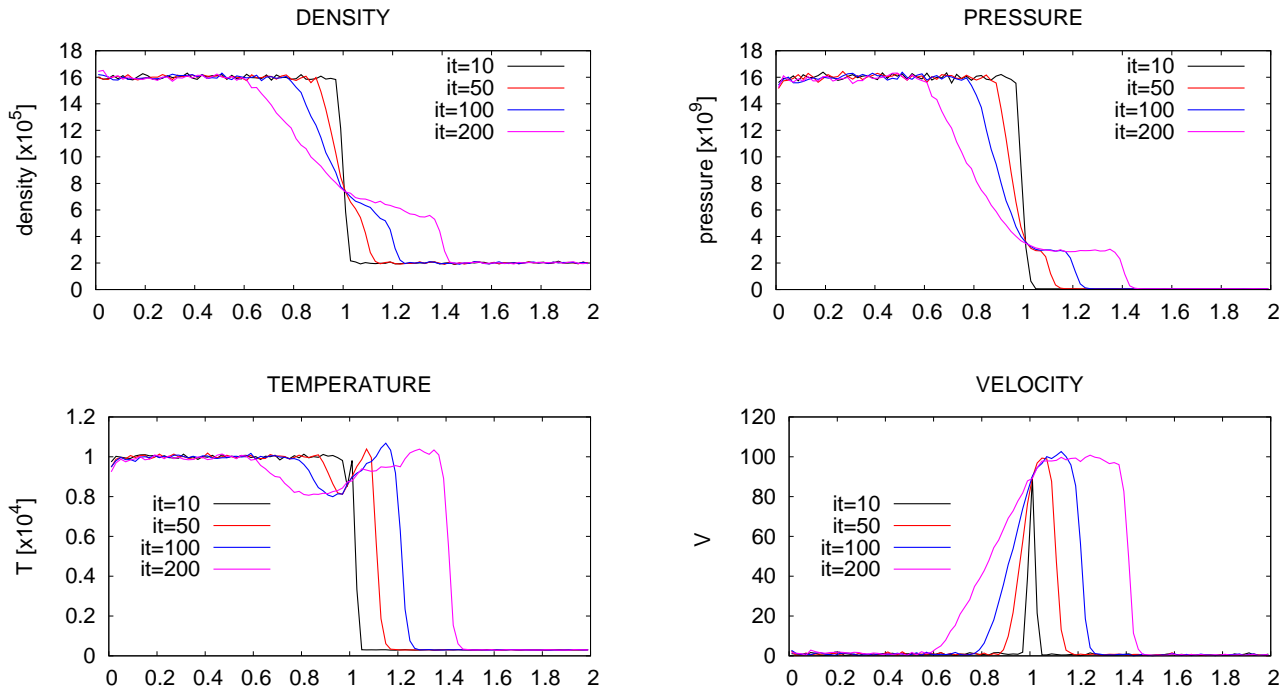 DENSITY
18
16
14
12
10
8
6
4
2
0
density [x10^5]
it=10
it=50
it=100
it=200
0 0.2 0.4 0.6 0.8 1 1.2 1.4 1.6 1.8 2
PRESSURE
18
16
14
12
10
8
6
4
2
0
pressure [x10^9]
it=10
it=50
it=100
it=200
0 0.2 0.4 0.6 0.8 1 1.2 1.4 1.6 1.8 2
TEMPERATURE
1.2
1
0.8
0.6
0.4
0.2
0
T [x10^4]
it=10
it=50
it=100
it=200
0 0.2 0.4 0.6 0.8 1 1.2 1.4 1.6 1.8 2
VELOCITY
120
100
80
60
40
20
0
V
it=10
it=50
it=100
it=200
0 0.2 0.4 0.6 0.8 1 1.2 1.4 1.6 1.8 2